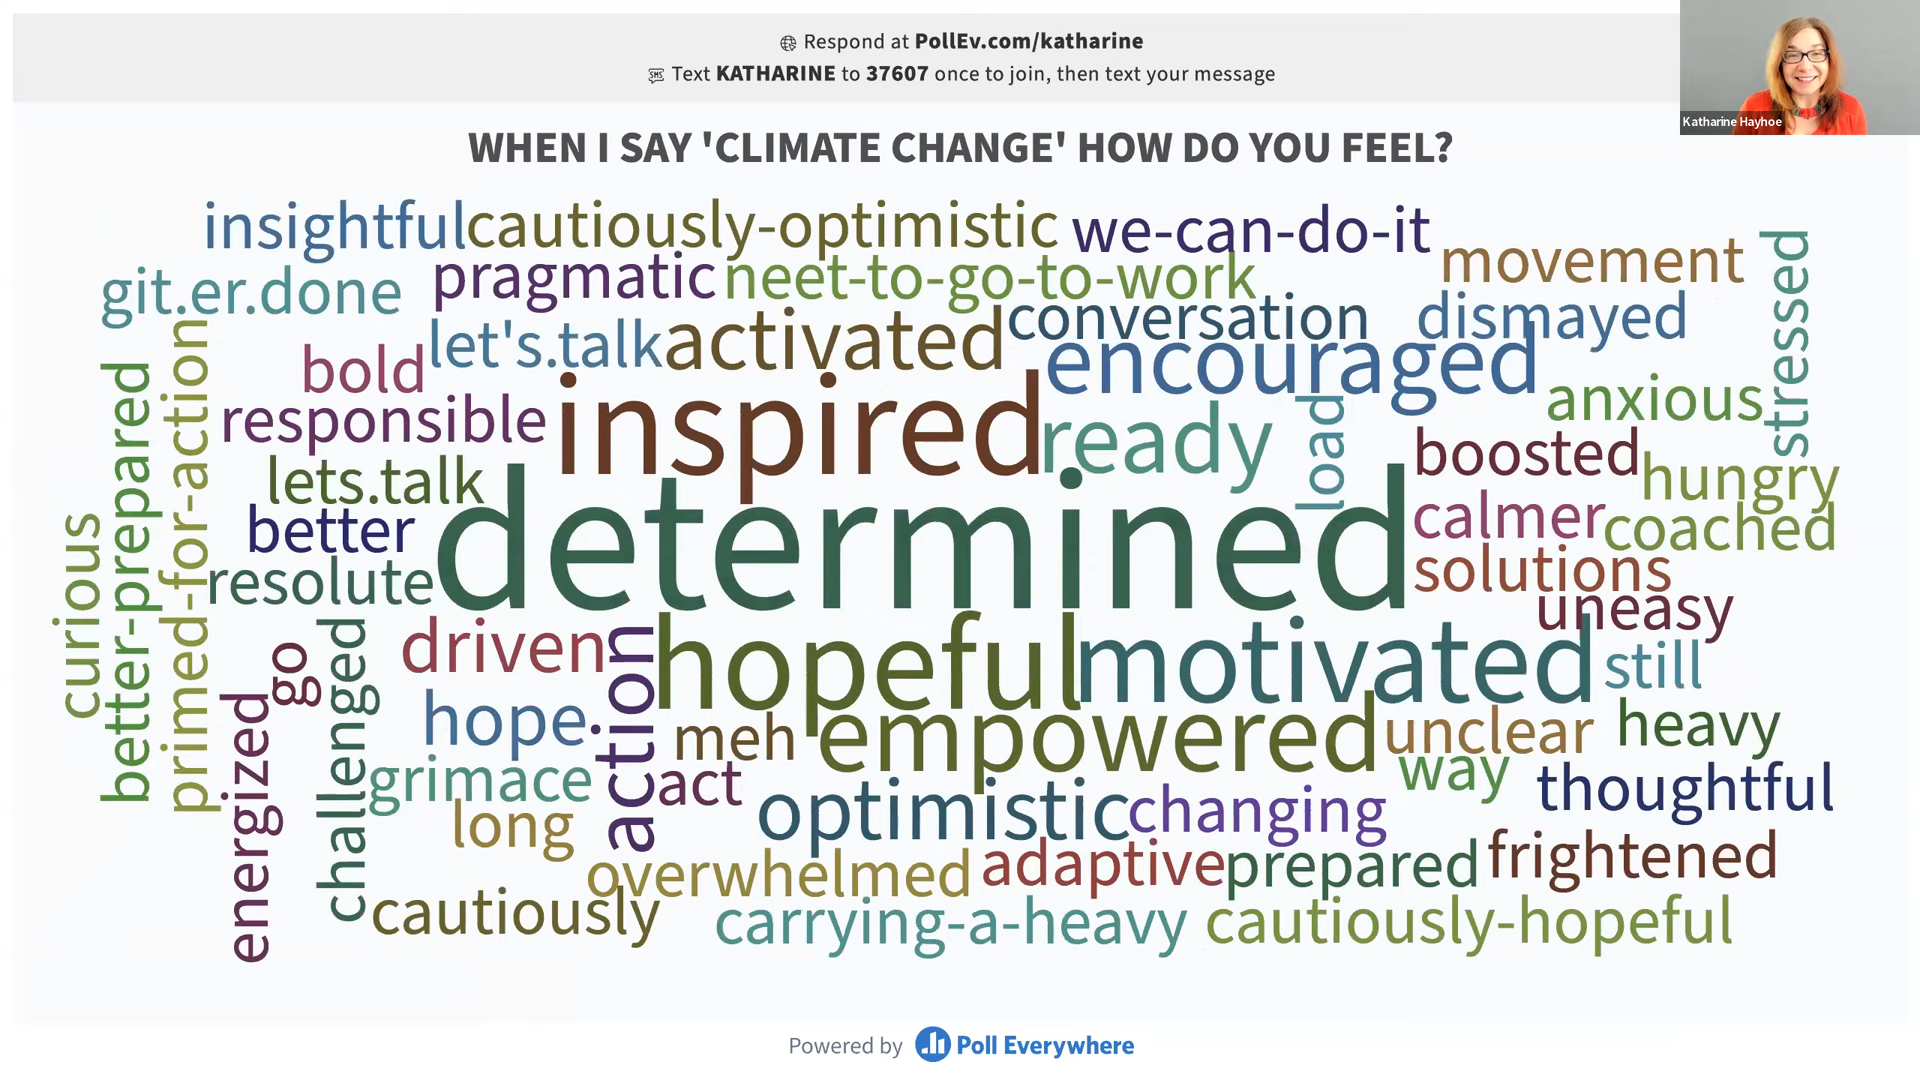 Respond at PollEv.com/katharine
Text KATHARINE to 37607 once to join, then text your message
Katharine Hayhoe
WHEN I SAY 'CLIMATE CHANGE' HOW DO YOU FEEL?
insightful cautiously-optimistic we-can-do-it
movement
stressed
git.er.done pragmatic neet-to-go-to-work
let's.talk activated conversation dismayed
bold encouraged
anxious
responsible inspired ready
load
boosted
hungry
lets.talk
better determined calmer coached
resolute solutions
uneasy
curious
better-prepared
primed-for-action
go
energized
challenged
driven
action
hopeful motivated still
hope meh empowered unclear heavy
grimace act way thoughtful
long optimistic changing
overwhelmed adaptive prepared frightened
cautiously carrying-a-heavy cautiously-hopeful
Powered by Poll Everywhere